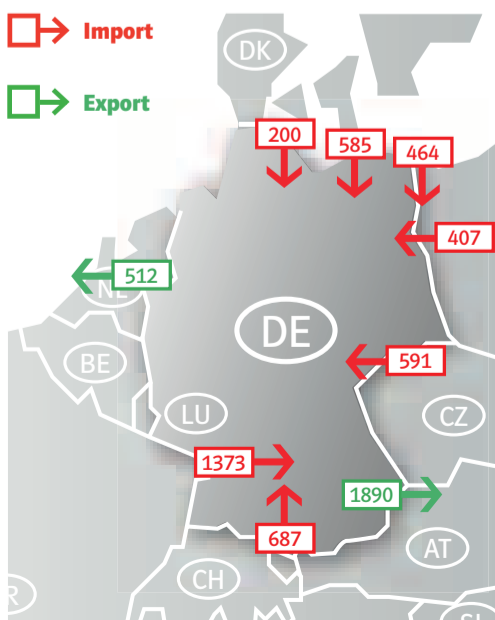 Import
Export
DK
200
585
464
407
512
NL
DE
BE
591
LU
CZ
1373
1890
687
AT
CH